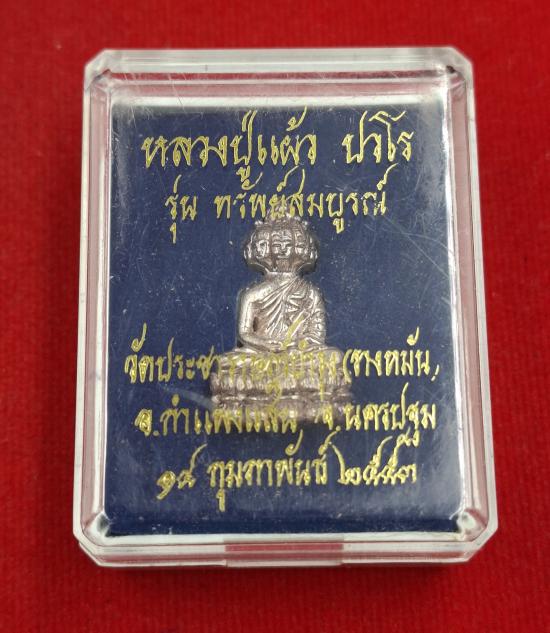 หลวงปู่แผ้ว ปวโร
รุ่น ทรัพย์สมบูรณ์
(รางหมัน)
อ.กำแพงแสน จ.นครปฐม
๑๔ กุมภาพันธ์ ๒๕๕๓